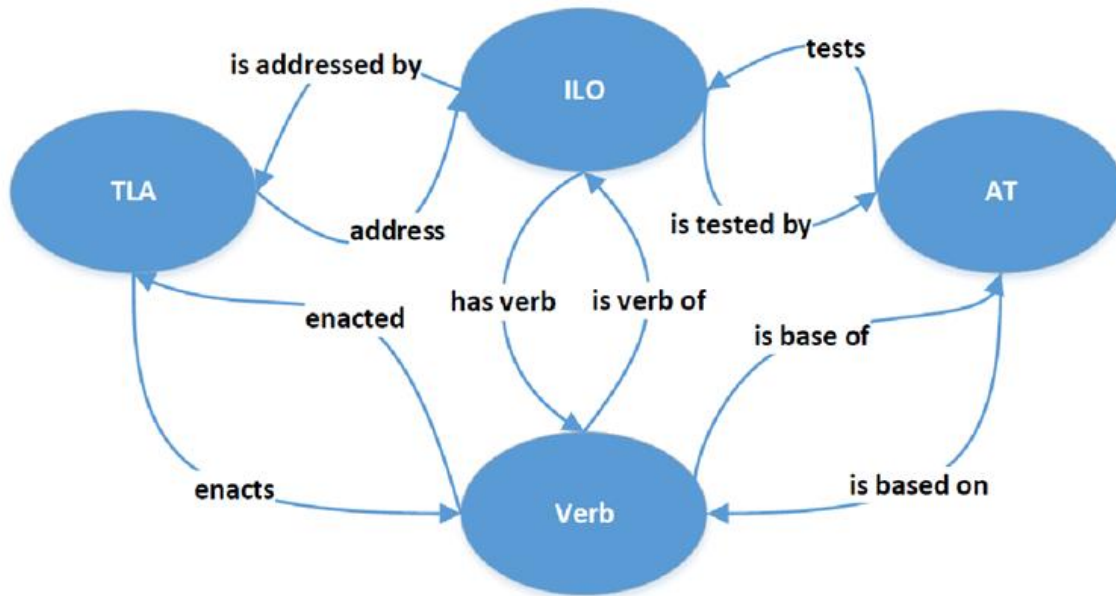 tests
is addressed by
ILO
TLA
AT
address
is tested by
has verb
is verb of
enacted
is base of
enacts
is based on
Verb